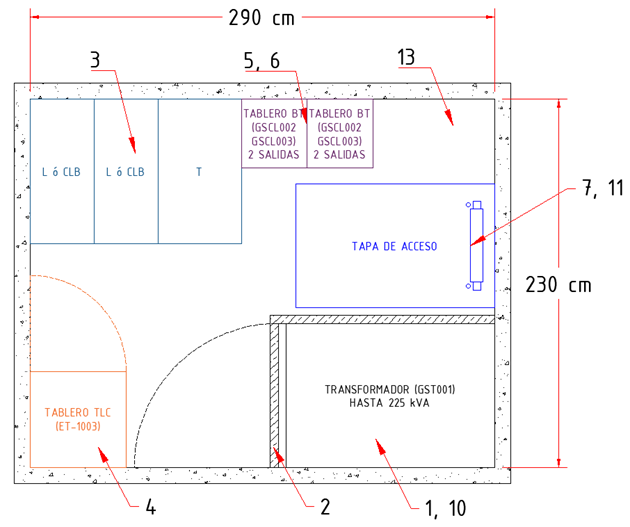 290 cm
3
5, 6
13
TABLERO BT
(GSCL002
GSCL003)
2 SALIDAS
TABLERO BT
(GSCL002
GSCL003)
2 SALIDAS
L ó CLB
L ó CLB
T
7, 11
TAPA DE ACCESO
230 cm
TRANSFORMADOR (GST001)
HASTA 225 kVA
TABLERO TLC
(ET-1003)
4
2
1, 10